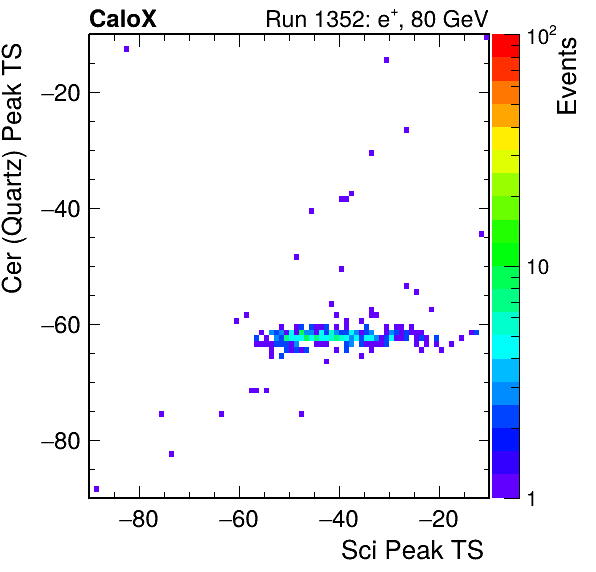 CaloX
Run 1352: e+, 80 GeV
Cer (Quartz) Peak TS
−20
−40
−60
−80
−80
−60
−40
−20
Sci Peak TS
10²
10
1
Events